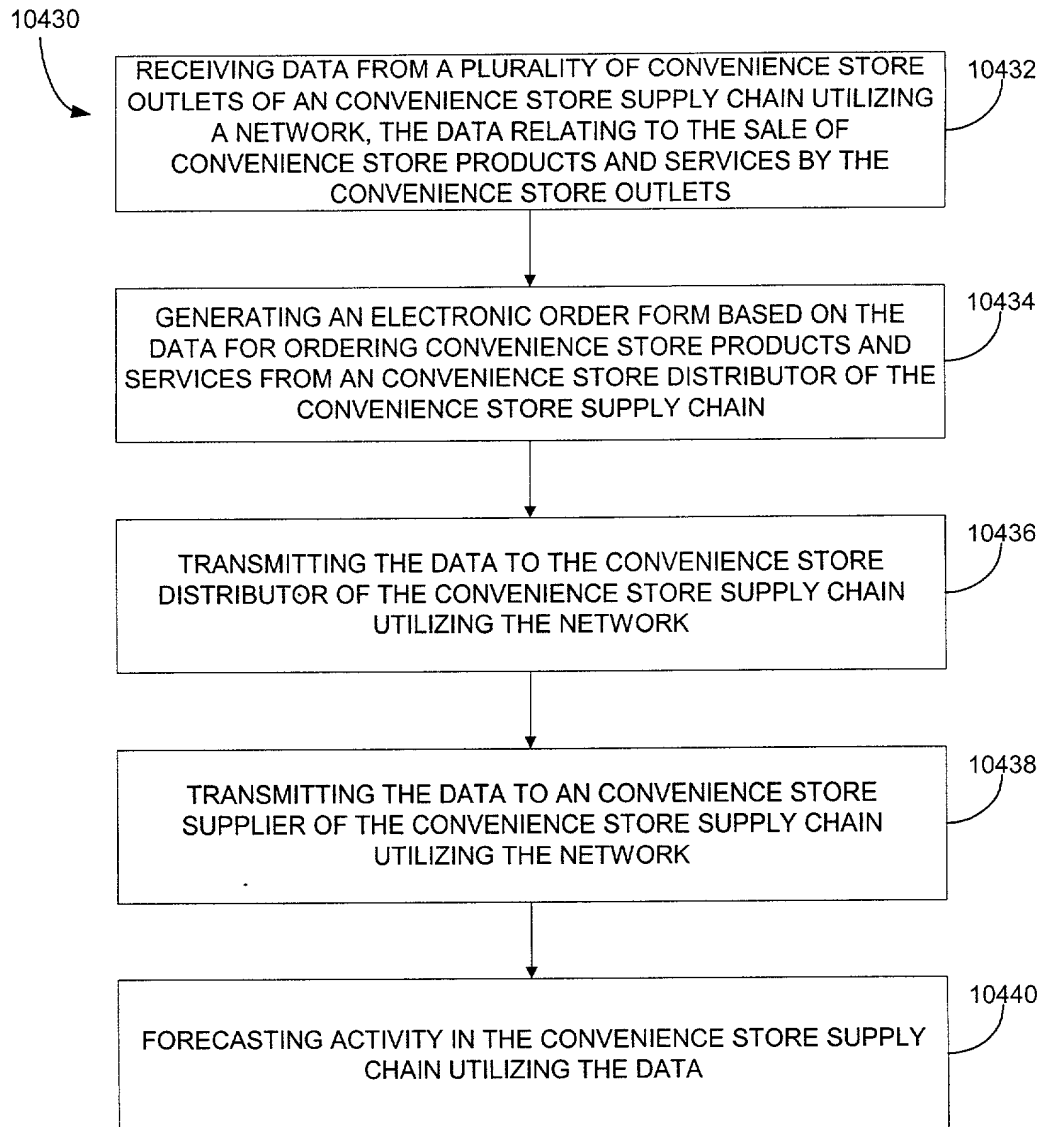 10430
RECEIVING DATA FROM A PLURALITY OF CONVENIENCE STORE
OUTLETS OF AN CONVENIENCE STORE SUPPLY CHAIN UTILIZING
A NETWORK, THE DATA RELATING TO THE SALE OF
CONVENIENCE STORE PRODUCTS AND SERVICES BY THE
CONVENIENCE STORE OUTLETS
10432
GENERATING AN ELECTRONIC ORDER FORM BASED ON THE
DATA FOR ORDERING CONVENIENCE STORE PRODUCTS AND
SERVICES FROM AN CONVENIENCE STORE DISTRIBUTOR OF THE
CONVENIENCE STORE SUPPLY CHAIN
10434
TRANSMITTING THE DATA TO THE CONVENIENCE STORE
DISTRIBUTOR OF THE CONVENIENCE STORE SUPPLY CHAIN
UTILIZING THE NETWORK
10436
TRANSMITTING THE DATA TO AN CONVENIENCE STORE
SUPPLIER OF THE CONVENIENCE STORE SUPPLY CHAIN
UTILIZING THE NETWORK
10438
FORECASTING ACTIVITY IN THE CONVENIENCE STORE SUPPLY
CHAIN UTILIZING THE DATA
10440